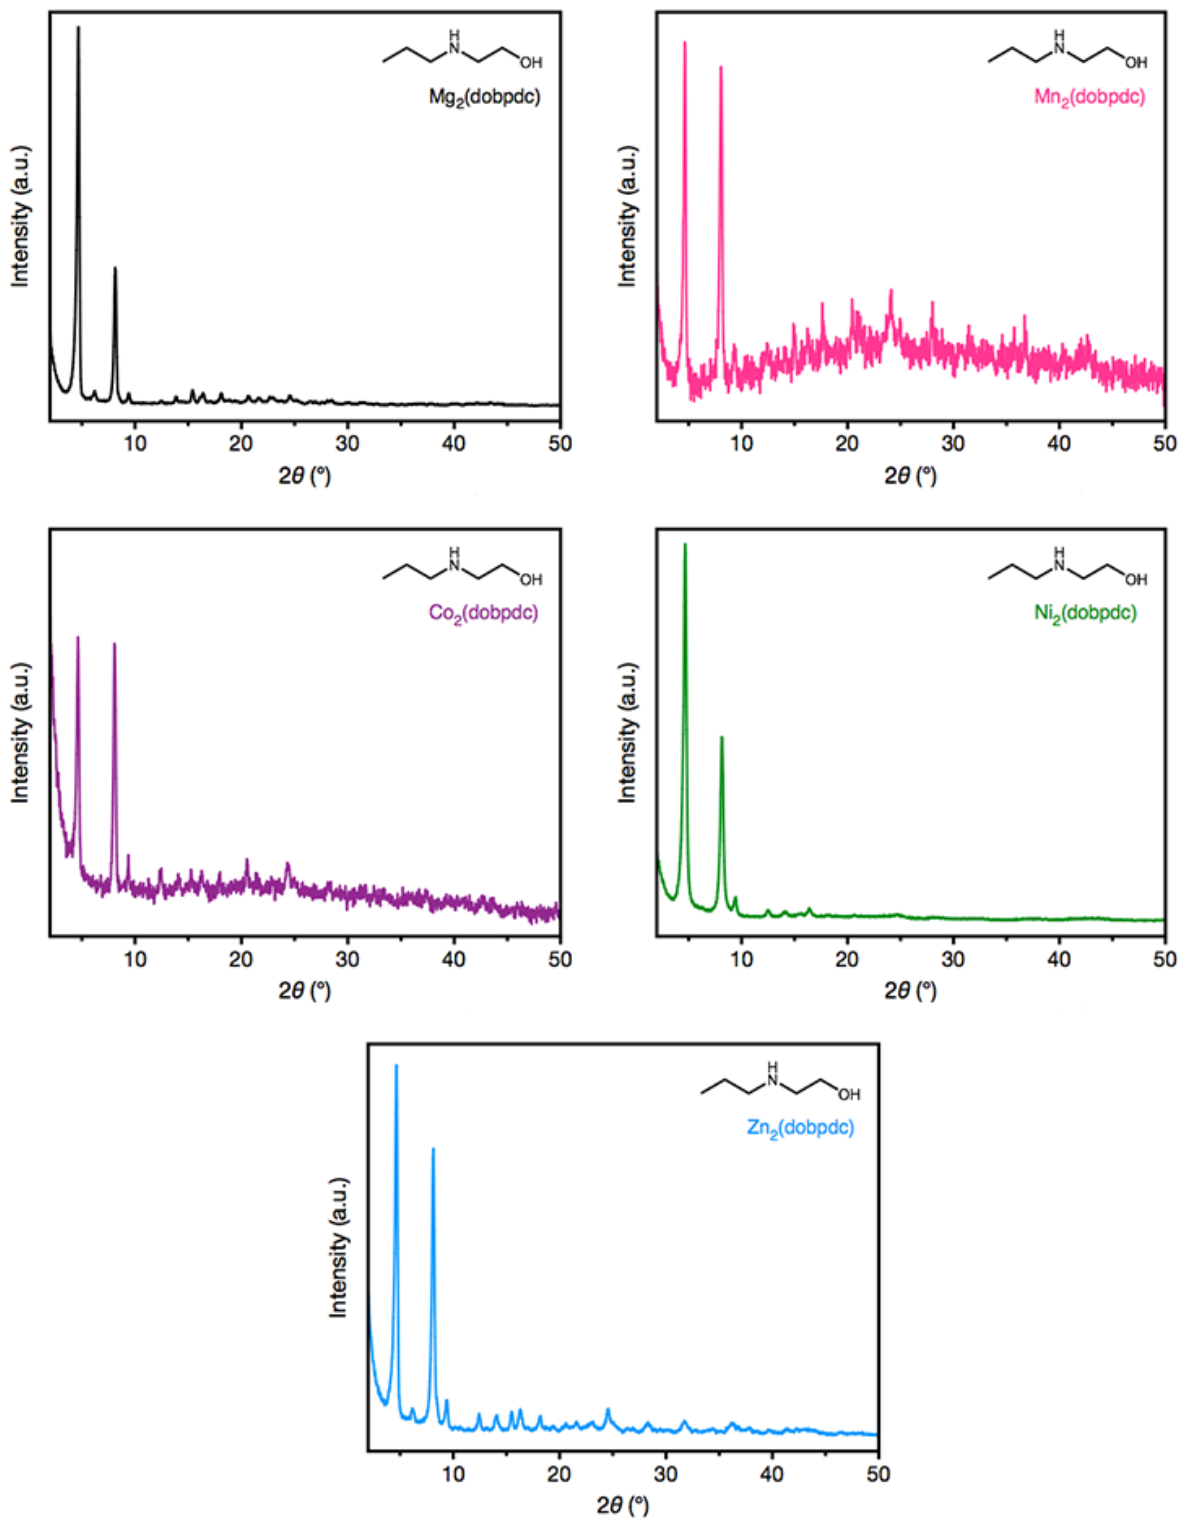 H
N
OH
Mg₂(dobpdc)
Intensity (a.u.)
10 20 30 40 50
2θ (°)
H
N
OH
Mn₂(dobpdc)
Intensity (a.u.)
10 20 30 40 50
2θ (°)
H
N
OH
Co₂(dobpdc)
Intensity (a.u.)
10 20 30 40 50
2θ (°)
H
N
OH
Ni₂(dobpdc)
Intensity (a.u.)
10 20 30 40 50
2θ (°)
H
N
OH
Zn₂(dobpdc)
Intensity (a.u.)
10 20 30 40 50
2θ (°)